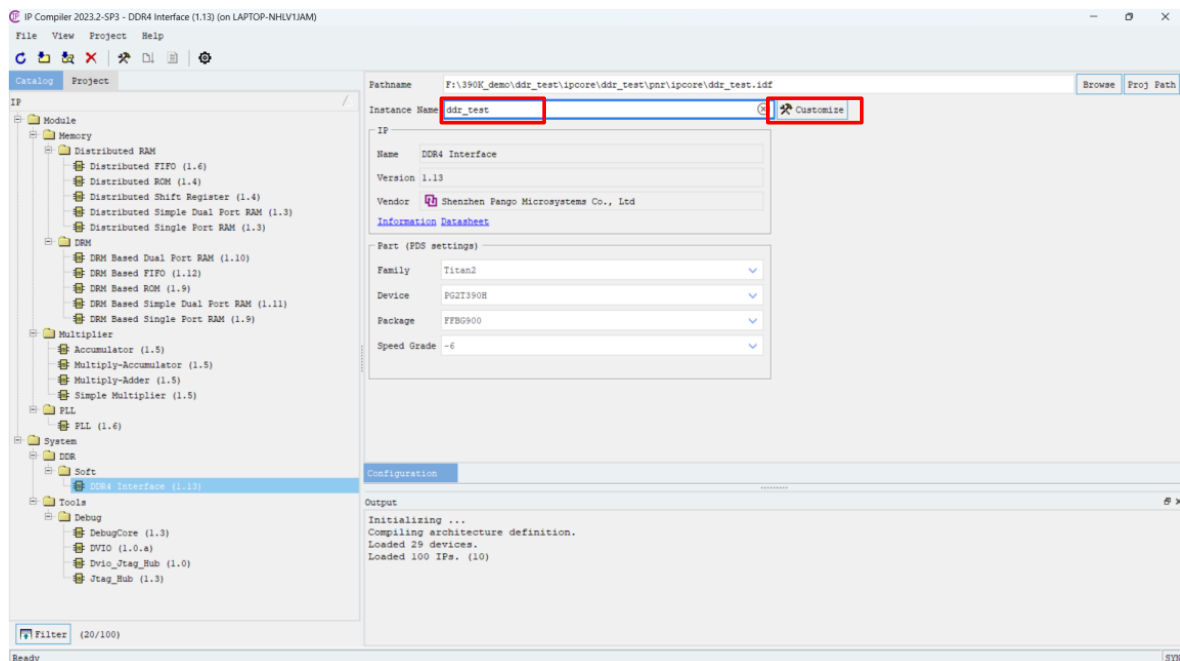 IP Compiler 2023.2-SP3 - DDR4 Interface (1.13) (on LAPTOP-NHLV1JAM)
File View Project Help
Catalog Project
IP
Module
Memory
Distributed RAM
Distributed FIFO (1.6)
Distributed ROM (1.4)
Distributed Shift Register (1.4)
Distributed Simple Dual Port RAM (1.3)
Distributed Single Port RAM (1.3)
DRM
DRM Based Dual Port RAM (1.10)
DRM Based FIFO (1.12)
DRM Based ROM (1.9)
DRM Based Simple Dual Port RAM (1.11)
DRM Based Single Port RAM (1.9)
Multiplier
Accumulator (1.5)
Multiply-Accumulator (1.5)
Multiply-Adder (1.5)
Simple Multiplier (1.5)
PLL
PLL (1.6)
System
DDR
Soft
DDR4 Interface (1.13)
Tools
Debug
DebugCore (1.3)
DVIO (1.0.a)
Dvio_Jtag_Hub (1.0)
Jtag_Hub (1.3)
Filter (20/100)
Ready
Pathname F:\390K_demo\ddr_test\ipcore\ddr_test\pnr\ipcore\ddr_test.idf Browse Proj Path
Instance Name ddr_test Customize
IP
Name DDR4 Interface
Version 1.13
Vendor Shenzhen Pango Microsystems Co., Ltd
Information Datasheet
Part (PDS settings)
Family Titan2
Device PG2T390H
Package FFBG900
Speed Grade -6
Configuration
Output
Initializing ...
Compiling architecture definition.
Loaded 29 devices.
Loaded 100 IPs. (10)